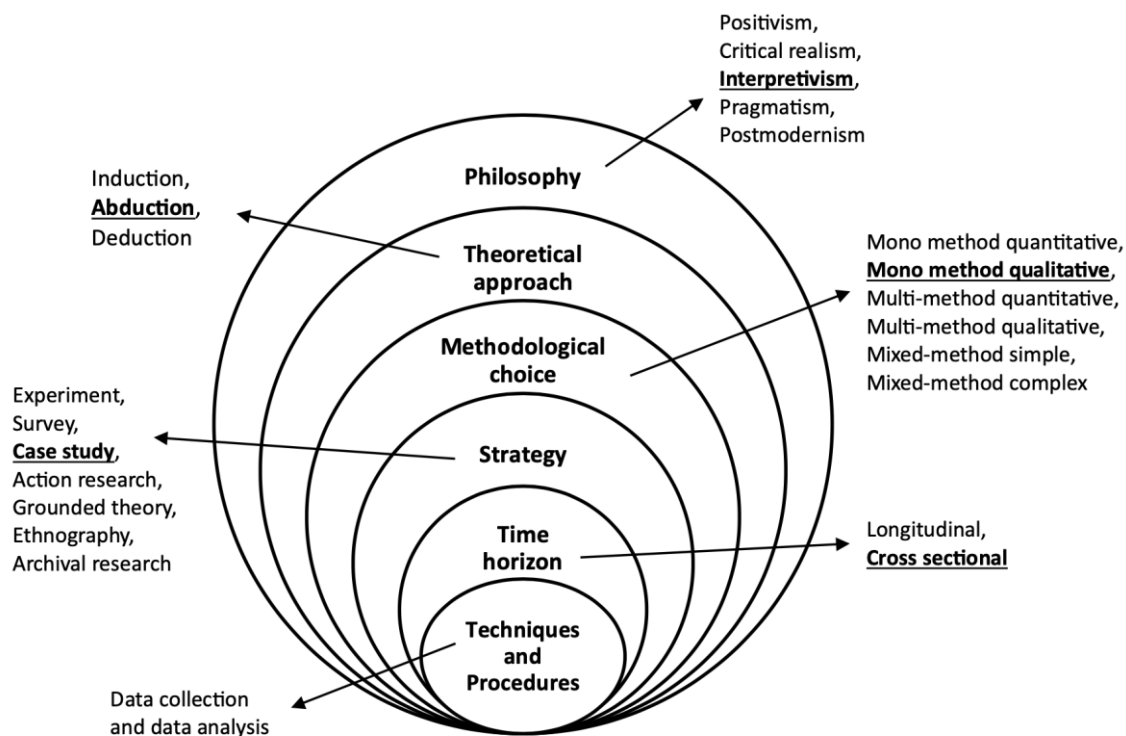 Positivism,
Critical realism,
Interpretivism,
Pragmatism,
Postmodernism
Philosophy
Induction,
Abduction,
Deduction
Theoretical
approach
Mono method quantitative,
Mono method qualitative,
Multi-method quantitative,
Multi-method qualitative,
Mixed-method simple,
Mixed-method complex
Methodological
choice
Experiment,
Survey,
Case study,
Action research,
Grounded theory,
Ethnography,
Archival research
Strategy
Time
horizon
Longitudinal,
Cross sectional
Techniques
and
Procedures
Data collection
and data analysis